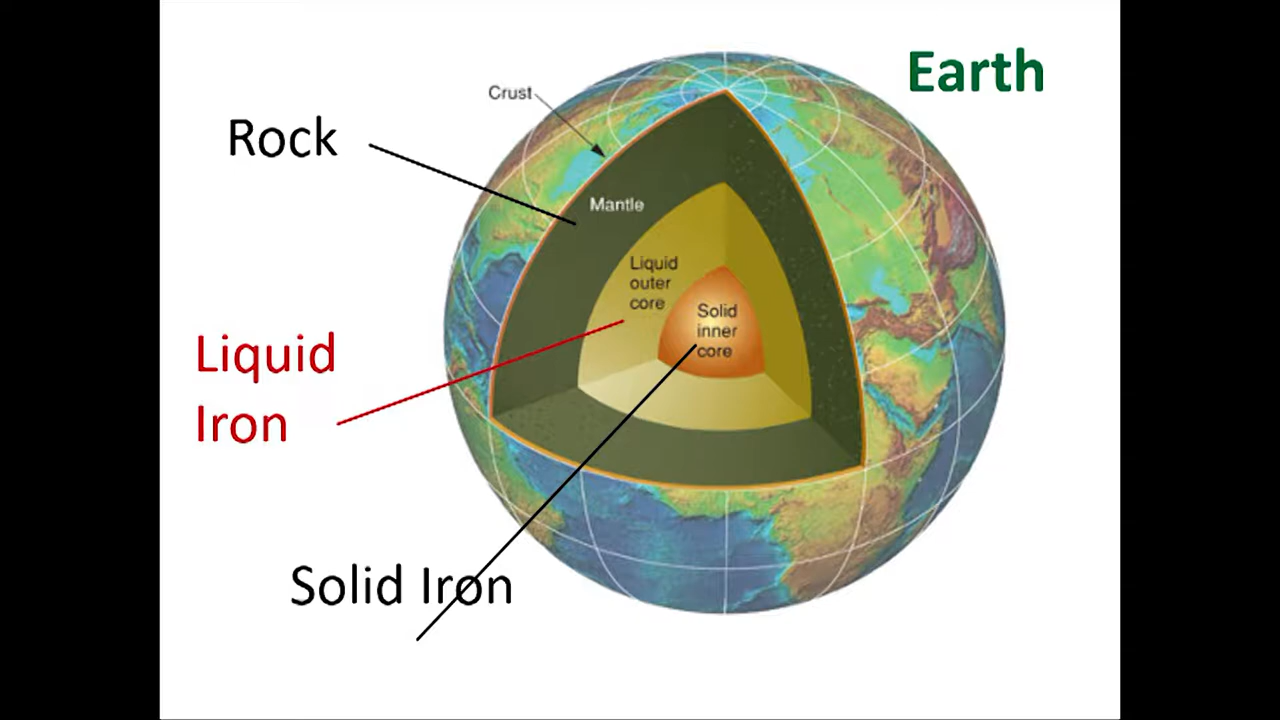 Earth
Crust
Rock
Mantle
Liquid
outer
core
Solid
inner
core
Liquid
Iron
Solid Iron